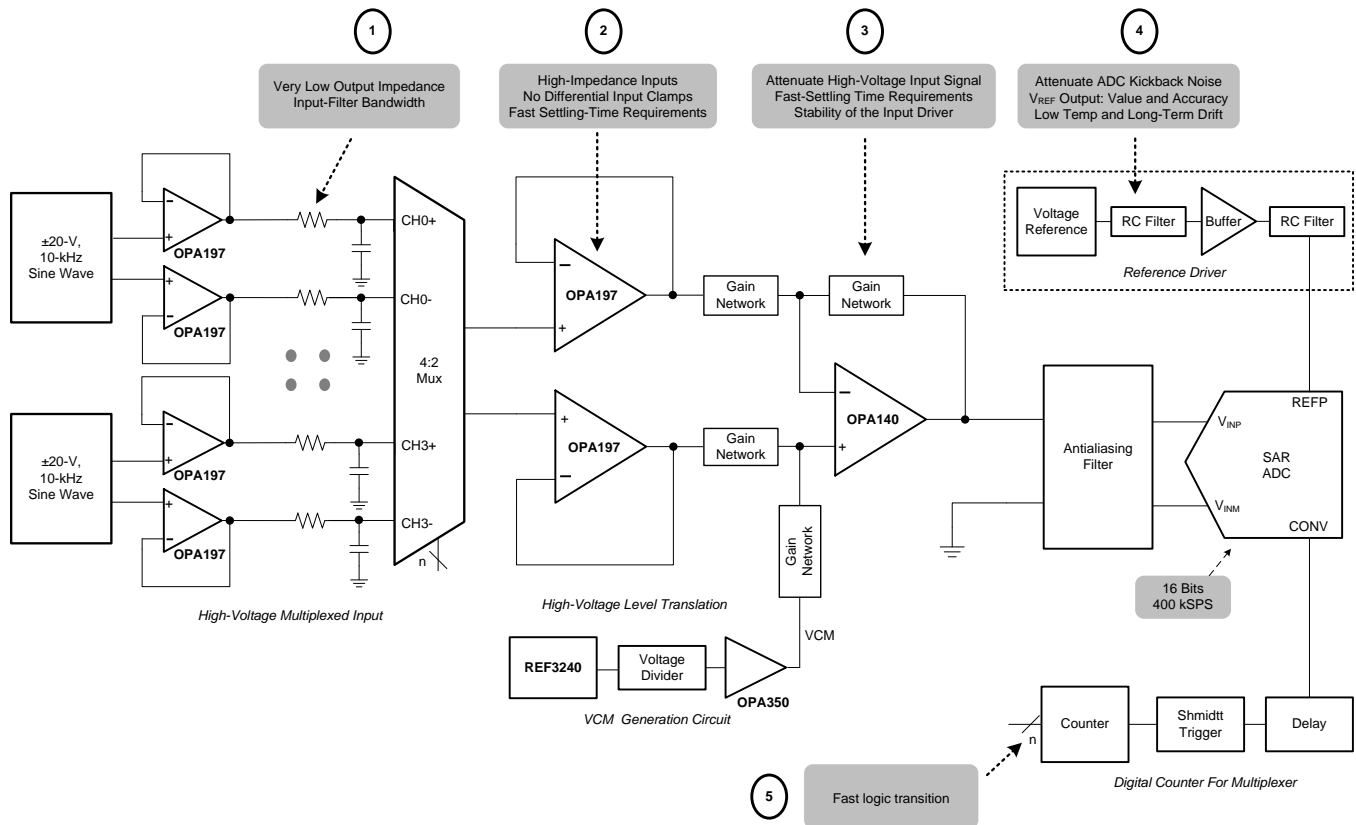 1
2
3
4
Very Low Output Impedance
Input-Filter Bandwidth
High-Impedance Inputs
No Differential Input Clamps
Fast Settling-Time Requirements
Attenuate High-Voltage Input Signal
Fast-Settling Time Requirements
Stability of the Input Driver
Attenuate ADC Kickback Noise
VREF Output: Value and Accuracy
Low Temp and Long-Term Drift
±20-V,
10-kHz
Sine Wave
−
+
OPA197
+
−
OPA197
CH0+
CH0-
±20-V,
10-kHz
Sine Wave
−
+
OPA197
+
−
OPA197
CH3+
CH3-
4:2
Mux
n
High-Voltage Multiplexed Input
−
+
OPA197
+
−
OPA197
High-Voltage Level Translation
Gain
Network
Gain
Network
Gain
Network
Gain
Network
−
+
OPA140
VCM
REF3240
Voltage
Divider
OPA350
VCM Generation Circuit
Voltage
Reference
RC Filter
Buffer
RC Filter
Reference Driver
Antialiasing
Filter
REFP
VINP
SAR
ADC
VINM
CONV
16 Bits
400 kSPS
n
Counter
Shmidtt
Trigger
Delay
Digital Counter For Multiplexer
5
Fast logic transition